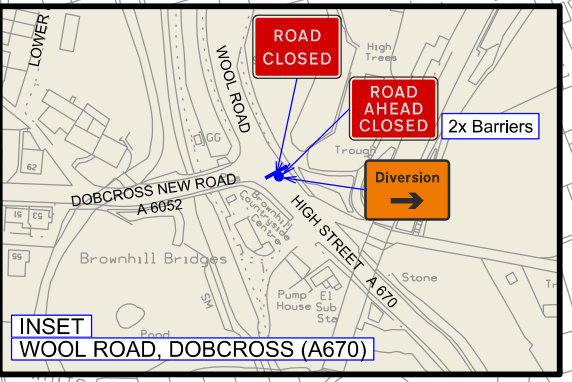 LOWER
WOOL ROAD
ROAD
CLOSED
High
Trees
ROAD
AHEAD
CLOSED
2x Barriers
GG
Trough
62
Diversion
DOBCROSS NEW ROAD
A 6052
51
53
55
Brownhill
Countryside
Centre
HIGH STREET A 670
Brownhill Bridges
SM
Stone
Pump
House
El
Sub
Sta
Pond
Tr
INSET
WOOL ROAD, DOBCROSS (A670)